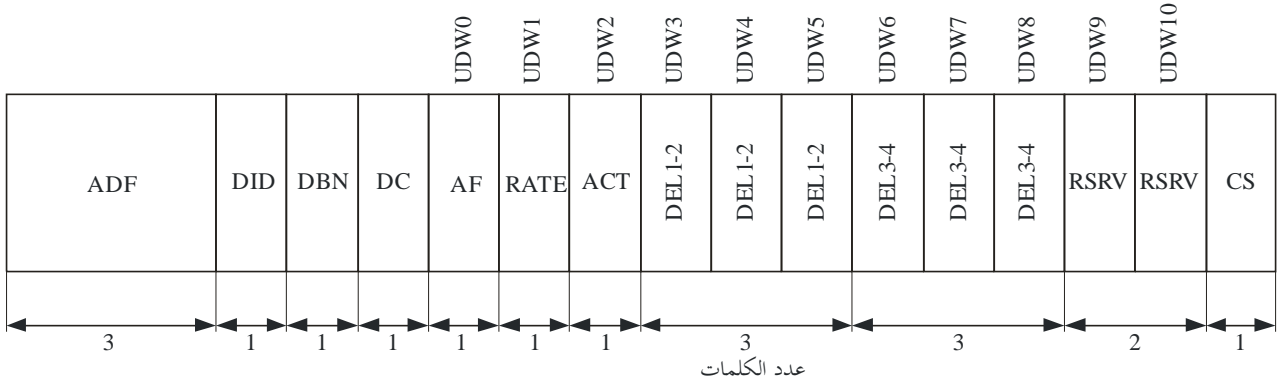 UDW0 UDW1 UDW2 UDW3 UDW4 UDW5 UDW6 UDW7 UDW8 UDW9 UDW10
ADF DID DBN DC AF RATE ACT DEL1-2 DEL1-2 DEL1-2 DEL3-4 DEL3-4 DEL3-4 RSRV RSRV CS
3 1 1 1 1 1 1 3 3 2 1
عدد الكلمات